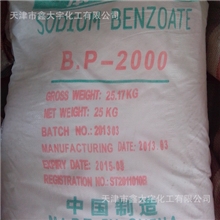 天津市鑫大宇化工有限公司
SODIUM BENZOATE
B.P-2000
GROSS WEIGHT: 25.17KG
NET WEIGHT: 25 KG
BATCH NO.
MANUFACTURING DATE
EXPIRY DATE
REGISTRATION NO:
中国制造
天津市鑫大宇化工有限公司